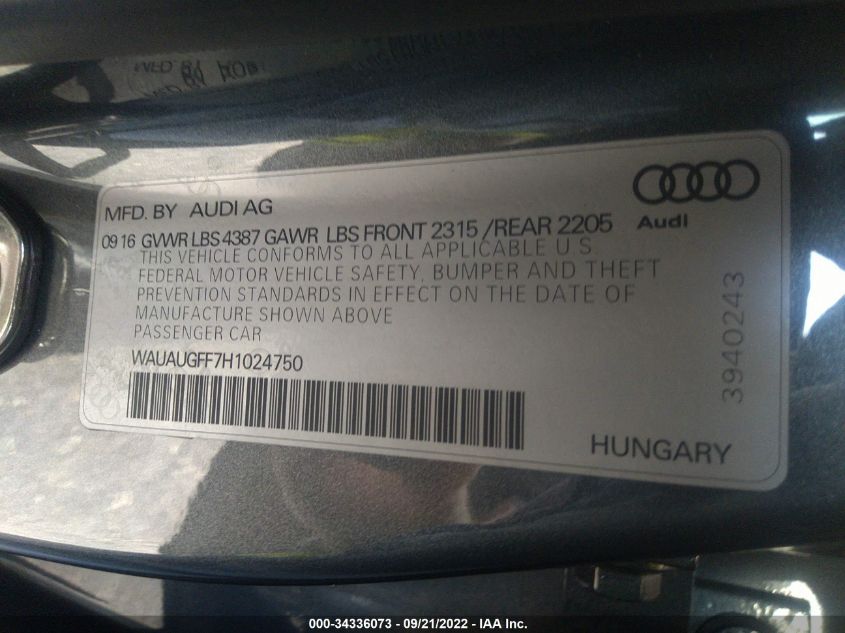 MFD. BY AUDI AG
09 16 GVWR LBS 4387 GAWR LBS FRONT 2315 /REAR 2205
THIS VEHICLE CONFORMS TO ALL APPLICABLE U S
FEDERAL MOTOR VEHICLE SAFETY, BUMPER AND THEFT
PREVENTION STANDARDS IN EFFECT ON THE DATE OF
MANUFACTURE SHOWN ABOVE
PASSENGER CAR
WAUAUGFF7H1024750
Audi
3940243
HUNGARY
000-34336073 - 09/21/2022 - IAA Inc.